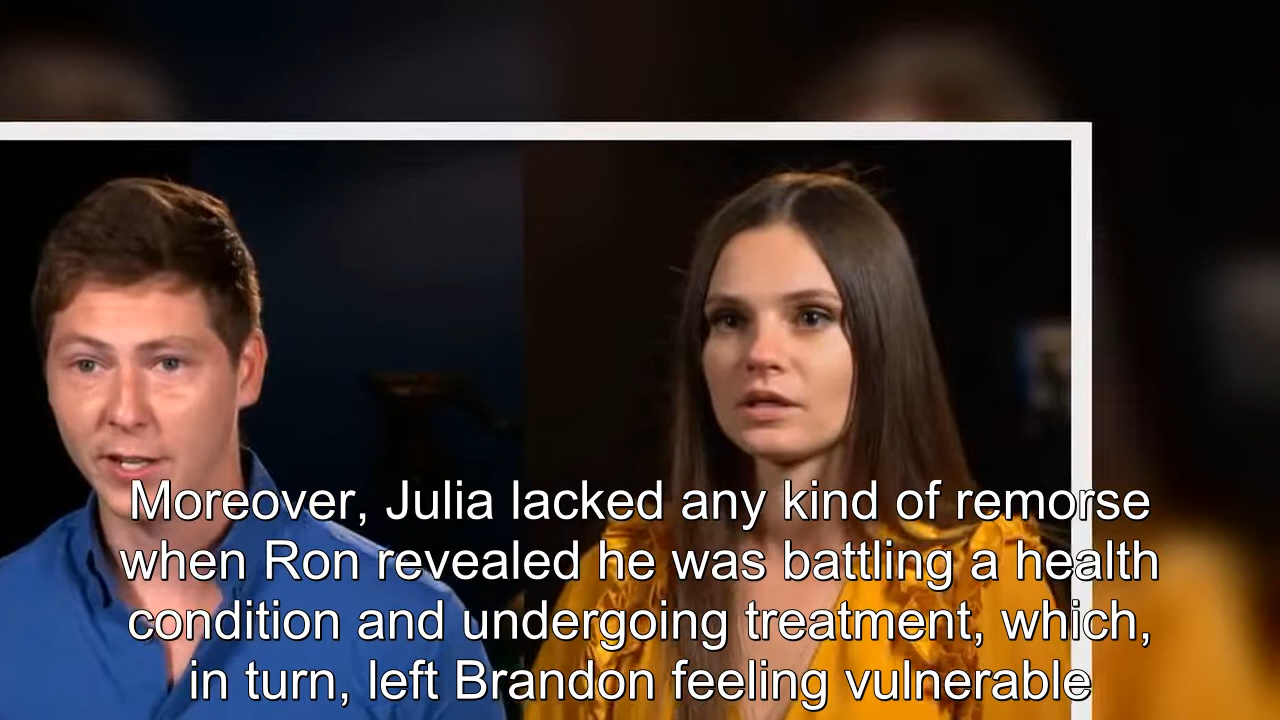 Moreover, Julia lacked any kind of remorse
when Ron revealed he was battling a health
condition and undergoing treatment, which,
in turn, left Brandon feeling vulnerable